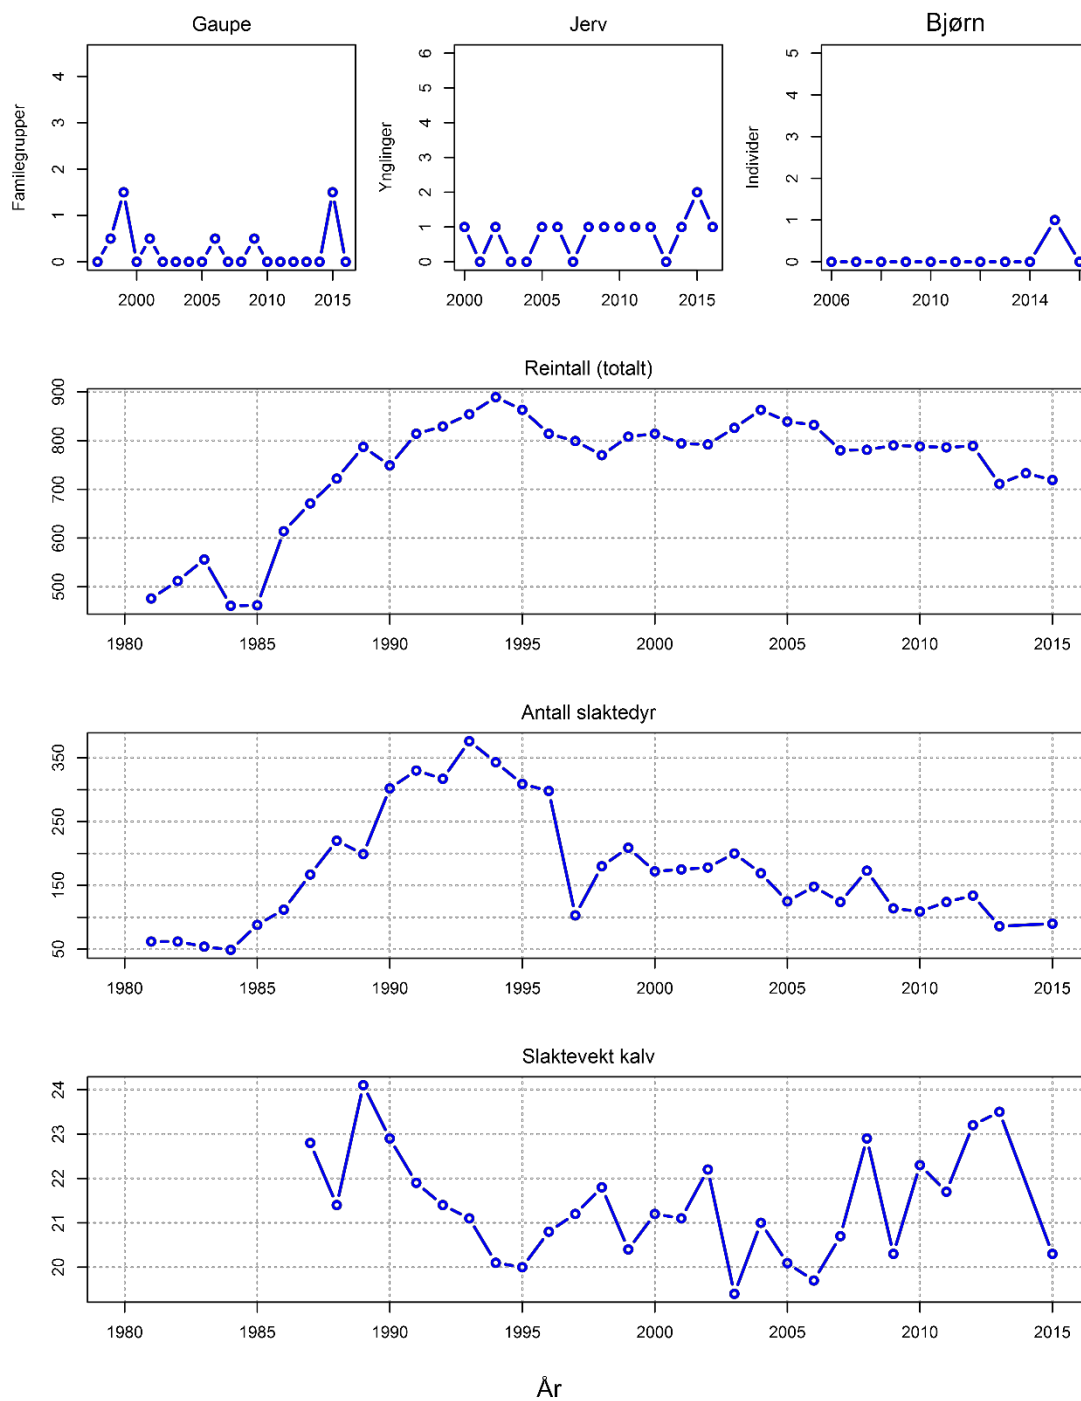 Gaupe Jerv Bjørn
Familegrupper
0 1 2 3 4
2000 2005 2010 2015
Ynglinger
0 1 2 3 4 5 6
2000 2005 2010 2015
Individer
0 1 2 3 4 5
2006 2010 2014
Reintall (totalt)
500 600 700 800 900
1980 1985 1990 1995 2000 2005 2010 2015
Antall slaktedyr
50 150 250 350
1980 1985 1990 1995 2000 2005 2010 2015
Slaktevekt kalv
20 21 22 23 24
1980 1985 1990 1995 2000 2005 2010 2015
År